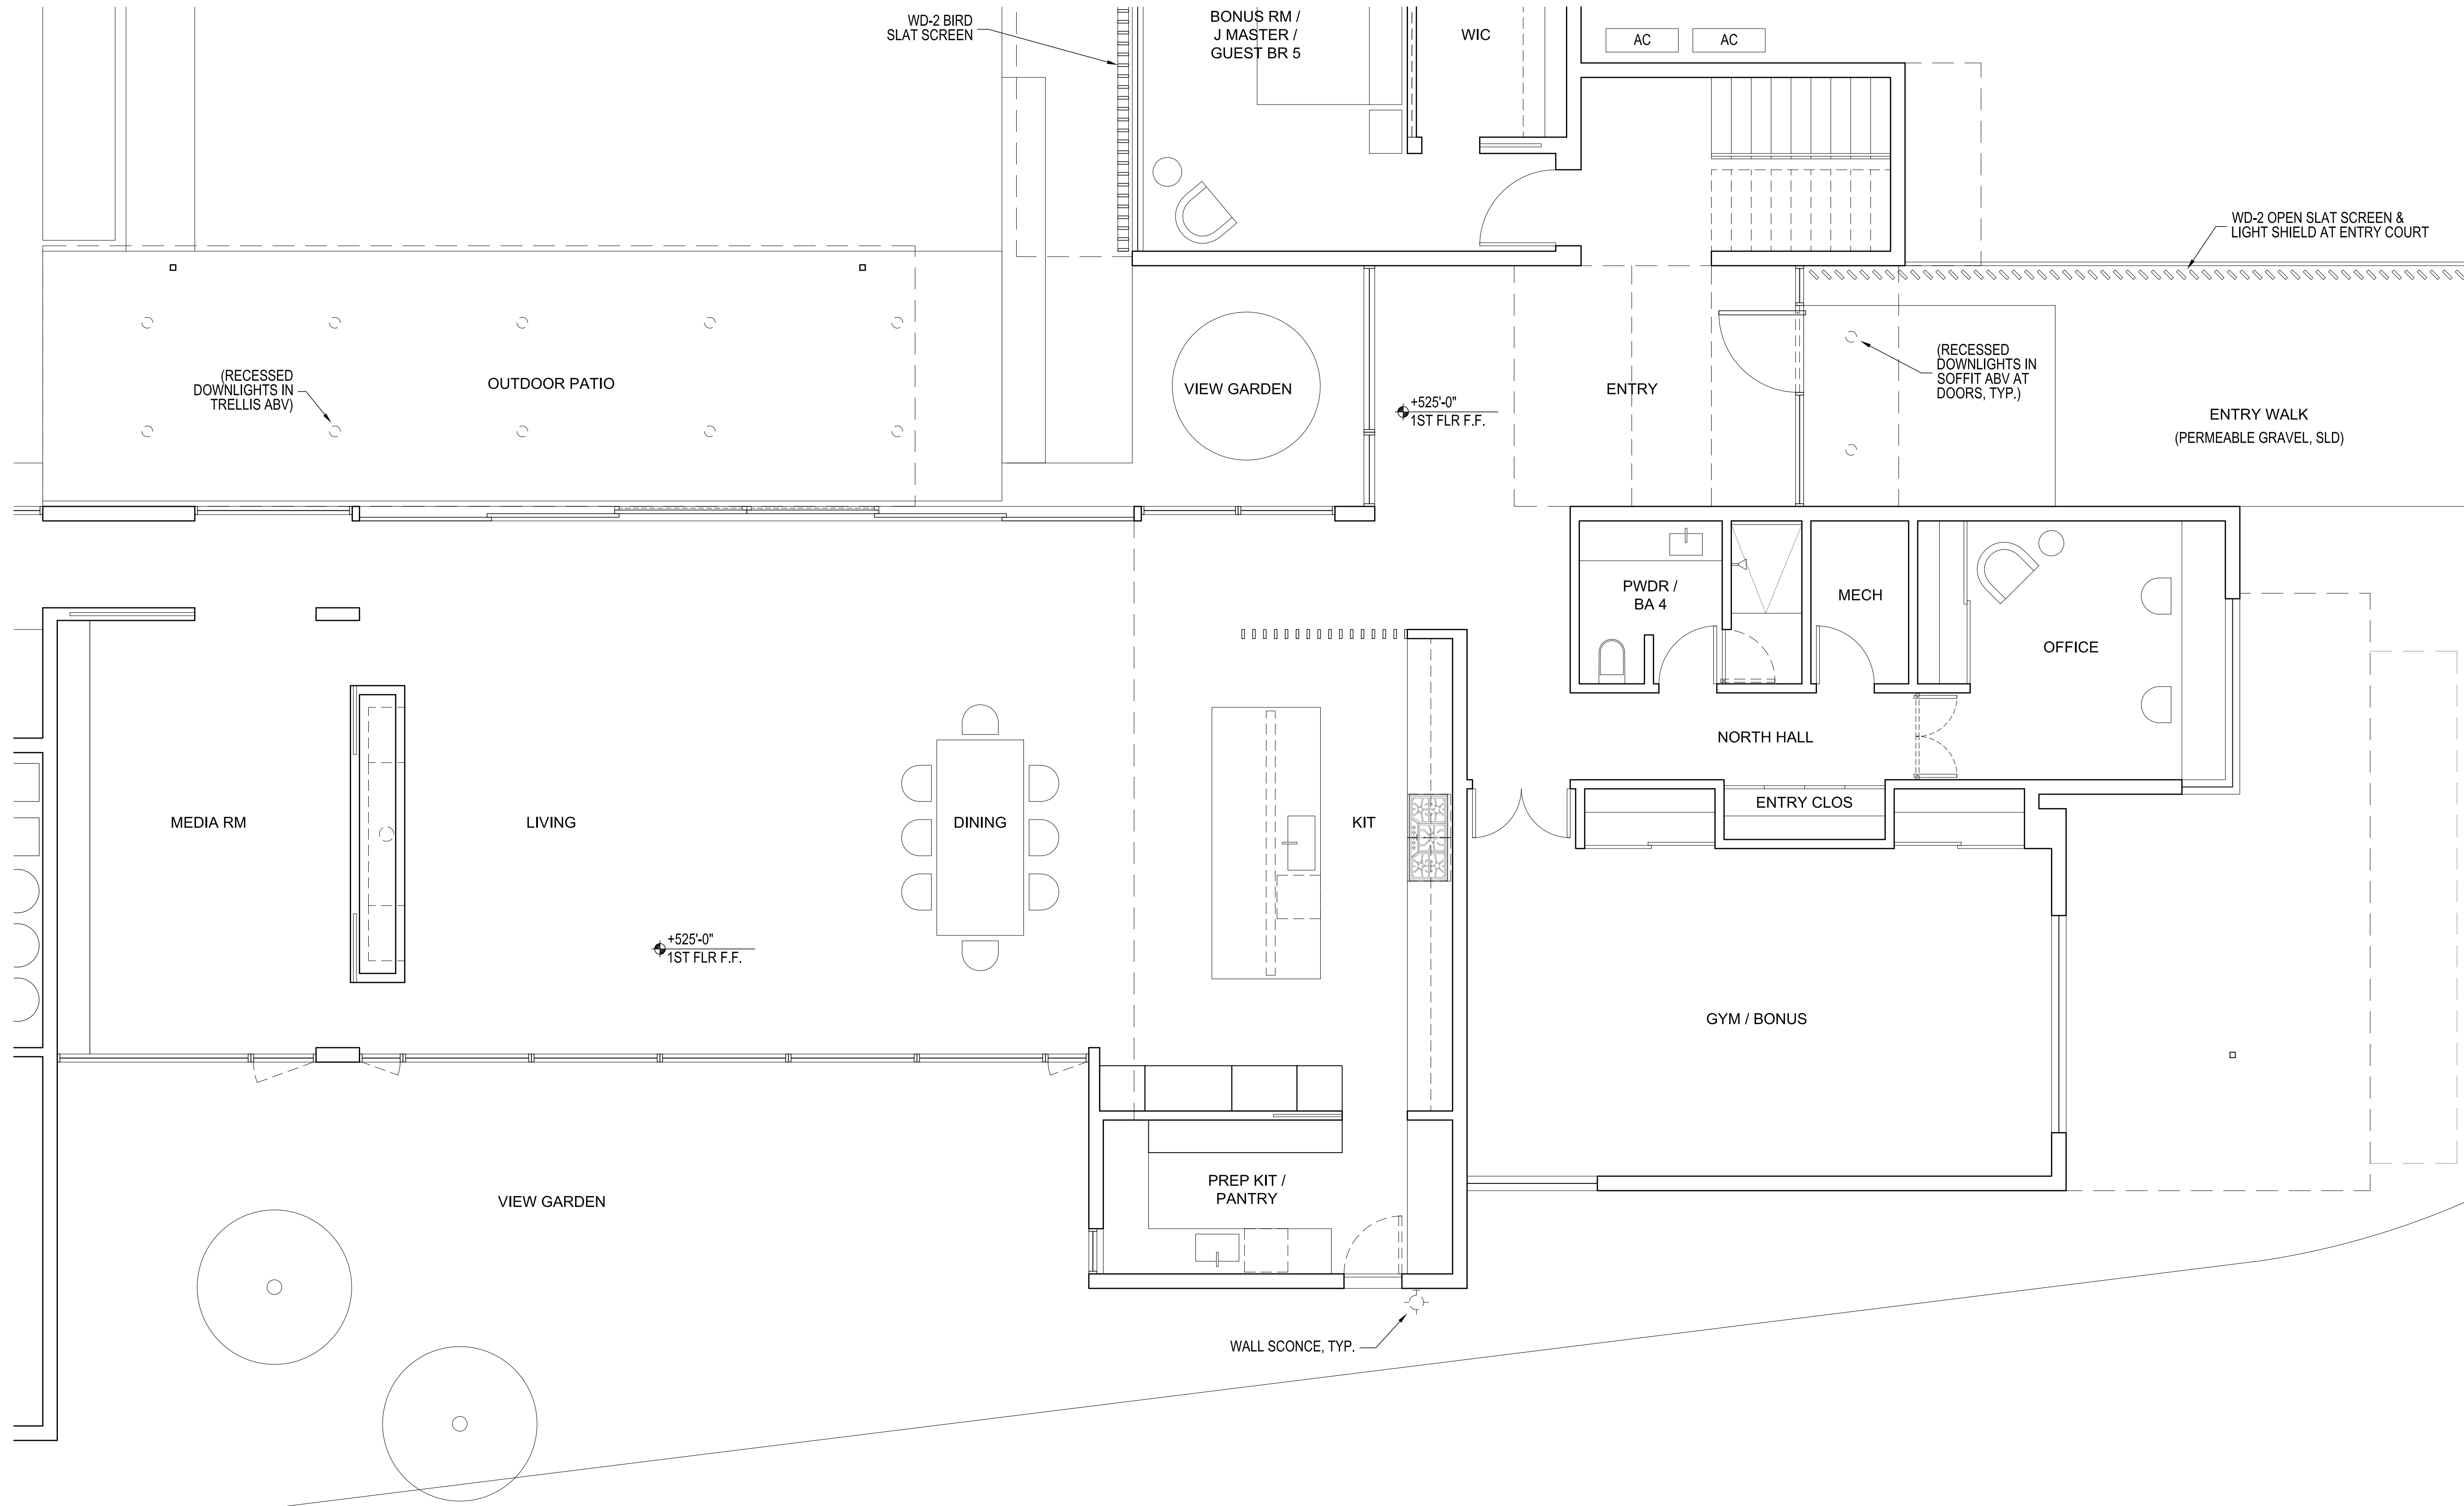 WD-2 BIRD
SLAT SCREEN
BONUS RM /
J MASTER /
GUEST BR 5
WIC
AC
AC
WD-2 OPEN SLAT SCREEN &
LIGHT SHIELD AT ENTRY COURT
(RECESSED
DOWNLIGHTS IN
TRELLIS ABV)
OUTDOOR PATIO
VIEW GARDEN
+525'-0"
1ST FLR F.F.
ENTRY
(RECESSED
DOWNLIGHTS IN
SOFFIT ABV AT
DOORS, TYP.)
ENTRY WALK
(PERMEABLE GRAVEL, SLD)
PWDR /
BA 4
MECH
OFFICE
NORTH HALL
ENTRY CLOS
MEDIA RM
LIVING
DINING
KIT
+525'-0"
1ST FLR F.F.
GYM / BONUS
PREP KIT /
PANTRY
VIEW GARDEN
WALL SCONCE, TYP.